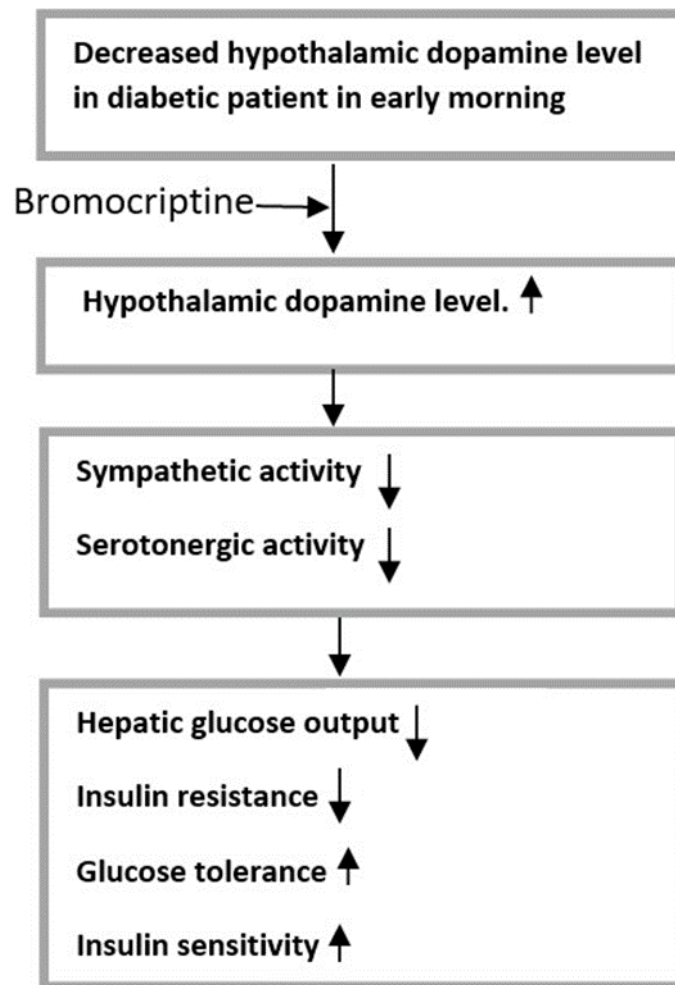 Decreased hypothalamic dopamine level
in diabetic patient in early morning
Bromocriptine
Hypothalamic dopamine level.
Sympathetic activity
Serotonergic activity
Hepatic glucose output
Insulin resistance
Glucose tolerance
Insulin sensitivity